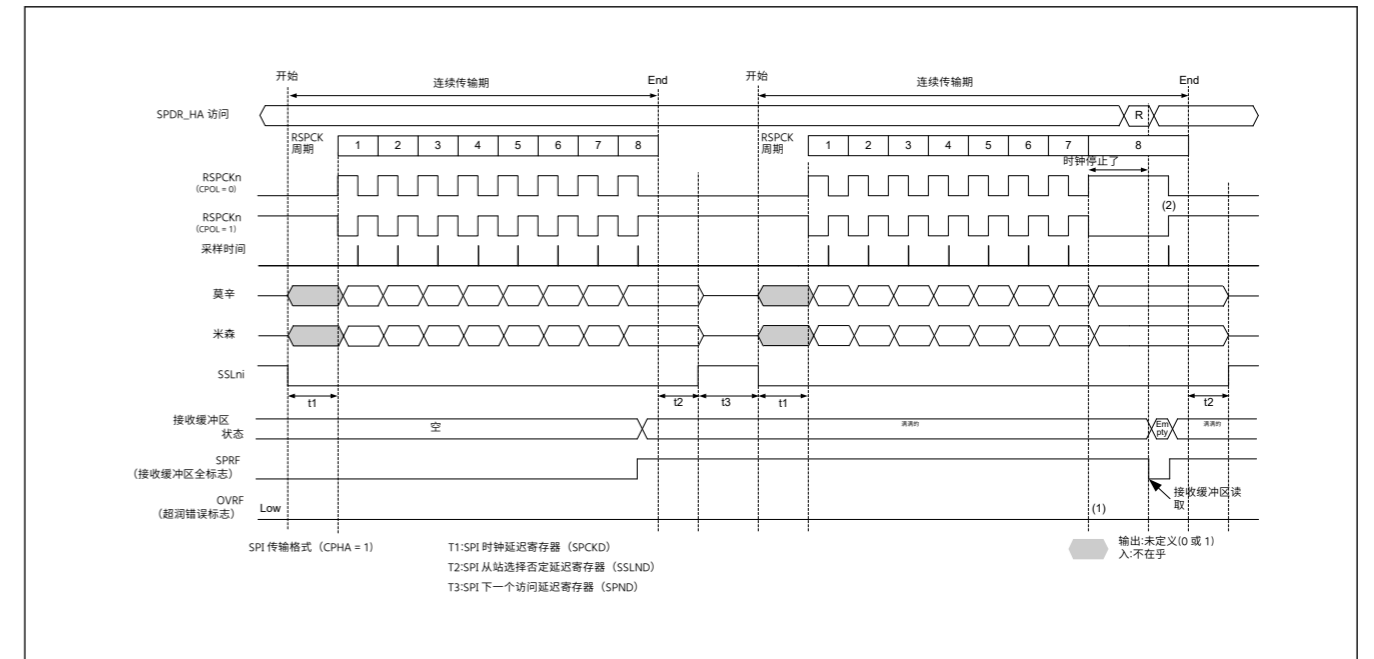 开始
连续传输期
End
开始
连续传输期
End
SPDR_HA 访问
R
RSPCK
周期
1 2 3 4 5 6 7 8
RSPCK
周期
1 2 3 4 5 6 7 8
时钟停止了
RSPCKn
(CPOL = 0)
(2)
RSPCKn
(CPOL = 1)
采样时间
莫辛
米森
SSLni
t1
t2
t3
t1
t2
接收缓冲区
状态
空
满满的
Em
pty
满满的
SPRF
(接收缓冲区全标志)
接收缓冲区读
取
OVRF
(超润错误标志)
Low
(1)
SPI 传输格式(CPHA = 1)
T1:SPI 时钟延迟寄存器(SPCKD)
T2:SPI 从站选择否定延迟寄存器(SSLND)
T3:SPI 下一个访问延迟寄存器(SPND)
输出:未定义(0 或 1)
入:不在乎